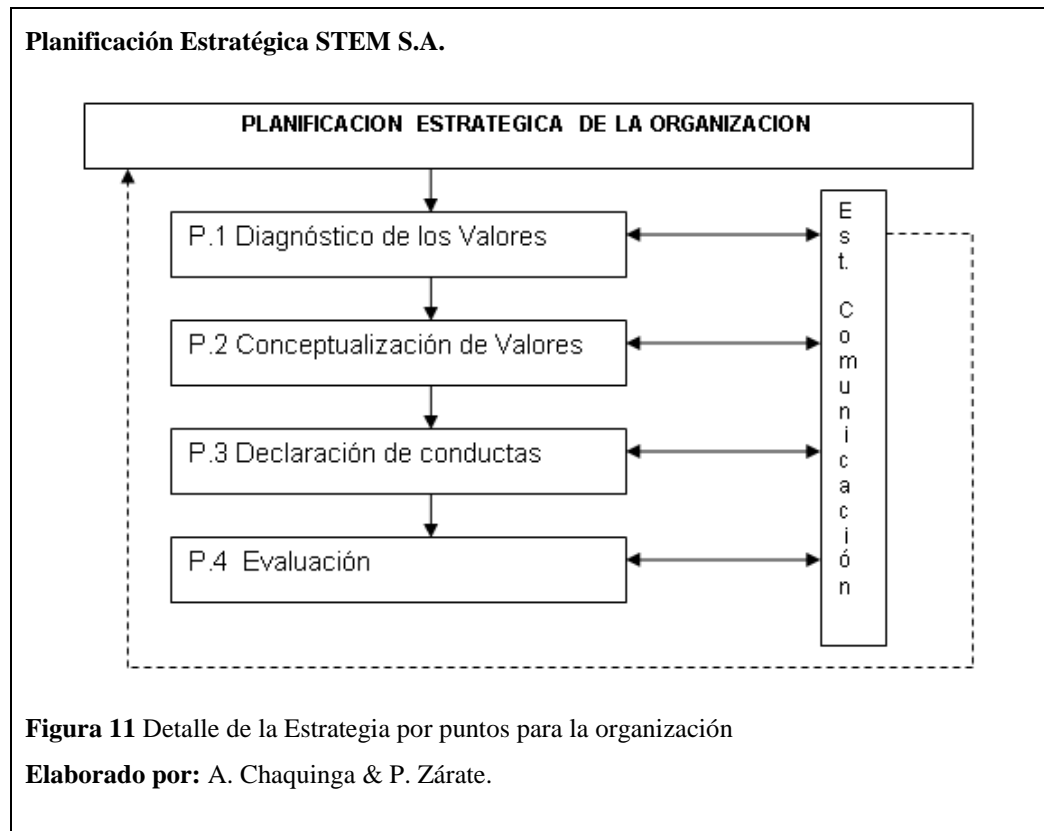 Planificación Estratégica STEM S.A.
PLANIFICACION ESTRATEGICA DE LA ORGANIZACION
P.1 Diagnóstico de los Valores
P.2 Conceptualización de Valores
P.3 Declaración de conductas
P.4 Evaluación
Est. Comunicación
Figura 11 Detalle de la Estrategia por puntos para la organización
Elaborado por: A. Chaquinga & P. Zárate.